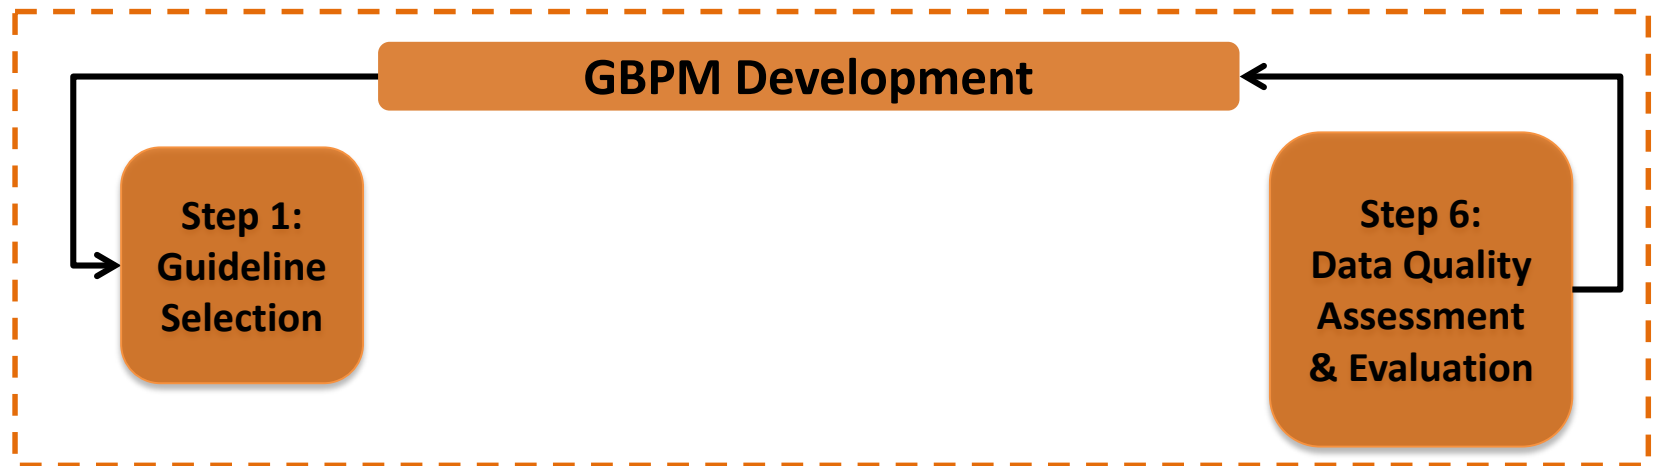 GBPM Development
Step 1:
Guideline
Selection
Step 6:
Data Quality
Assessment
& Evaluation